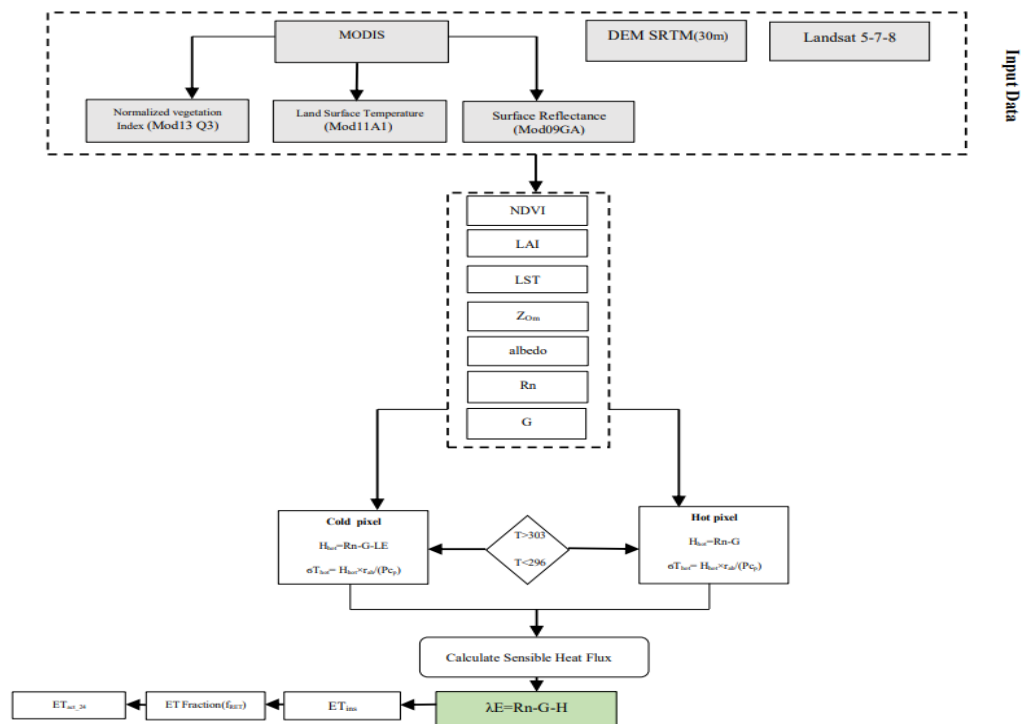 MODIS
DEM SRTM(30m)
Landsat 5-7-8
Input Data
Normalized vegetation
Index (Mod13 Q3)
Land Surface Temperature
(Mod11A1)
Surface Reflectance
(Mod09GA)
NDVI
LAI
LST
Z₀ₘ
albedo
Rn
G
Cold pixel
Hₕₒₜ=Rn-G-LE
ϭTₕₒₜ= Hₕₒₜ×rₐₕ/(Pcₚ)
T>303
T<296
Hot pixel
Hₕₒₜ=Rn-G
ϭTₕₒₜ= Hₕₒₜ×rₐₕ/(Pcₚ)
Calculate Sensible Heat Flux
ETact_24
ET Fraction(fRET)
ETins
λE=Rn-G-H